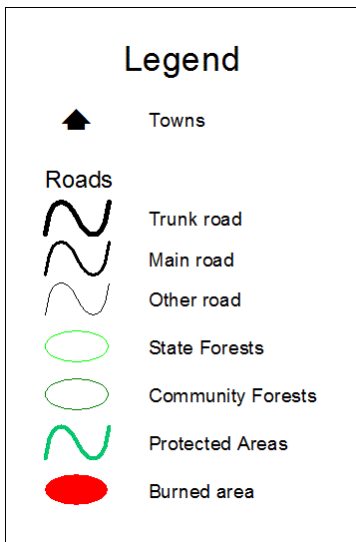 Legend
Towns
Roads
Trunk road
Main road
Other road
State Forests
Community Forests
Protected Areas
Burned area